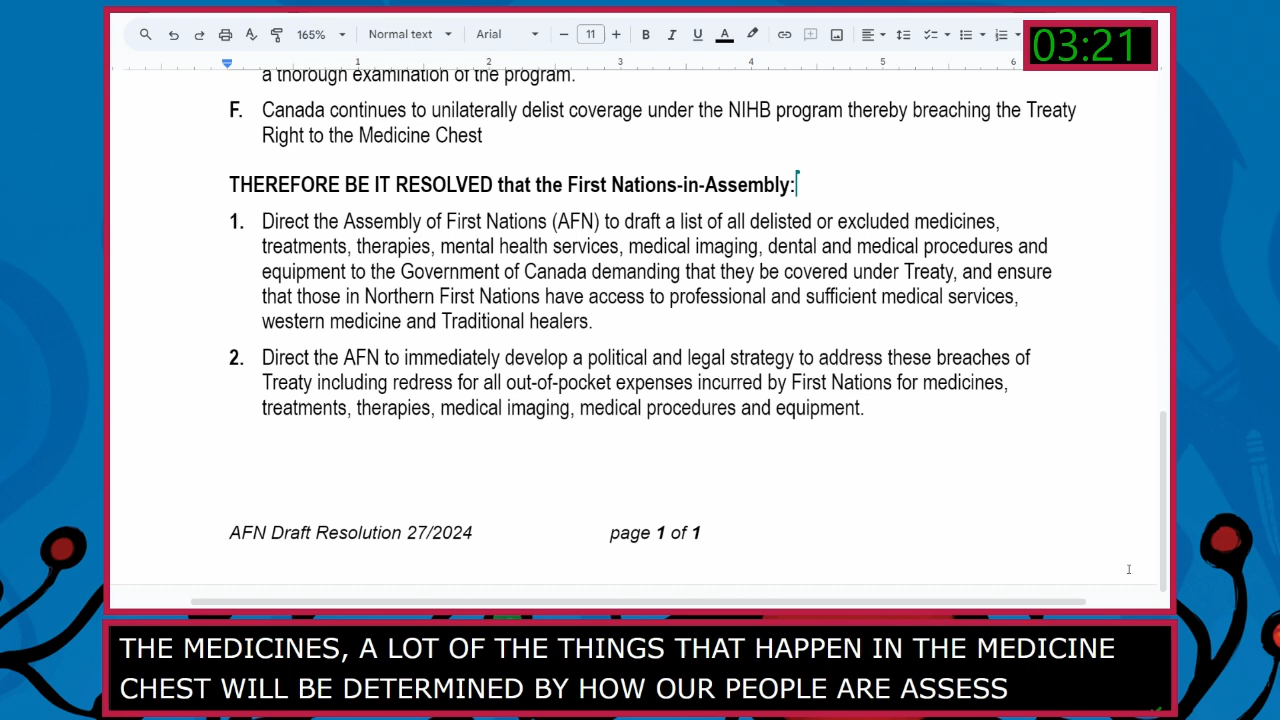 165%
Normal text
Arial
11
B I U A
03:21
1 2 3 4 5 6
a thorough examination of the program.
F. Canada continues to unilaterally delist coverage under the NIHB program thereby breaching the Treaty
Right to the Medicine Chest
THEREFORE BE IT RESOLVED that the First Nations-in-Assembly:
1. Direct the Assembly of First Nations (AFN) to draft a list of all delisted or excluded medicines,
treatments, therapies, mental health services, medical imaging, dental and medical procedures and
equipment to the Government of Canada demanding that they be covered under Treaty, and ensure
that those in Northern First Nations have access to professional and sufficient medical services,
western medicine and Traditional healers.
2. Direct the AFN to immediately develop a political and legal strategy to address these breaches of
Treaty including redress for all out-of-pocket expenses incurred by First Nations for medicines,
treatments, therapies, medical imaging, medical procedures and equipment.
AFN Draft Resolution 27/2024 page 1 of 1
THE MEDICINES, A LOT OF THE THINGS THAT HAPPEN IN THE MEDICINE
CHEST WILL BE DETERMINED BY HOW OUR PEOPLE ARE ASSESS